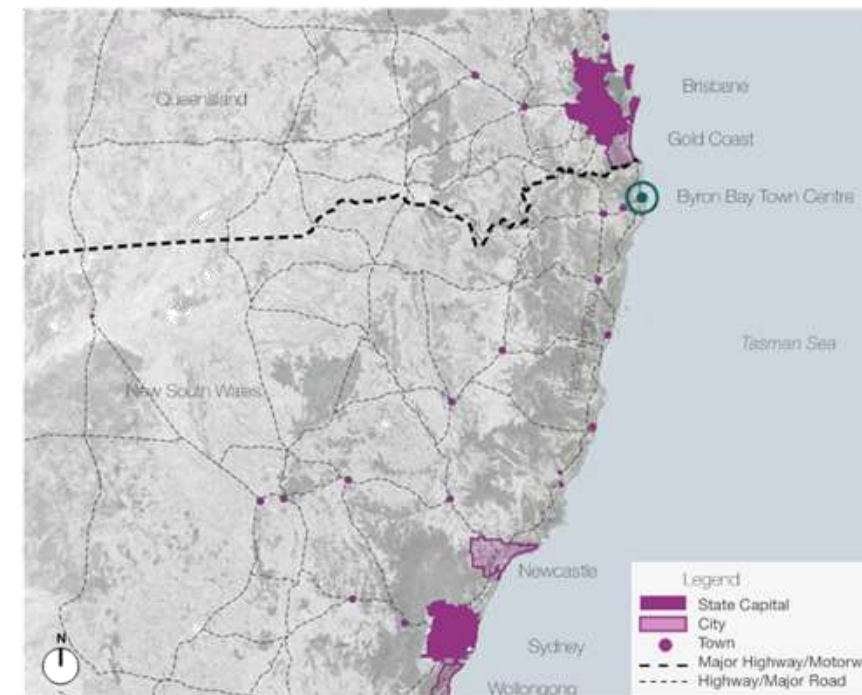 Queensland
Brisbane
Gold Coast
Byron Bay Town Centre
Tasman Sea
New South Wales
Newcastle
Sydney
Wollongong
N
Legend
State Capital
City
Town
Major Highway/Motorw
Highway/Major Road